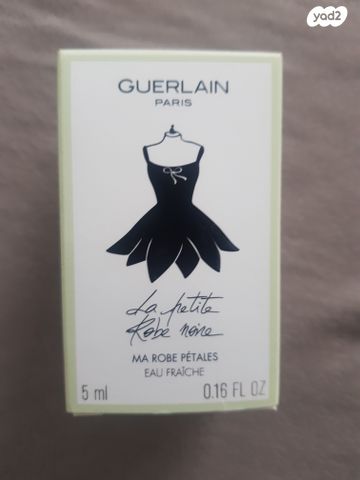 yad2
GUERLAIN
PARIS
La petite
Robe noire
MA ROBE PÉTALES
EAU FRAÎCHE
5 ml 0.16 FL OZ